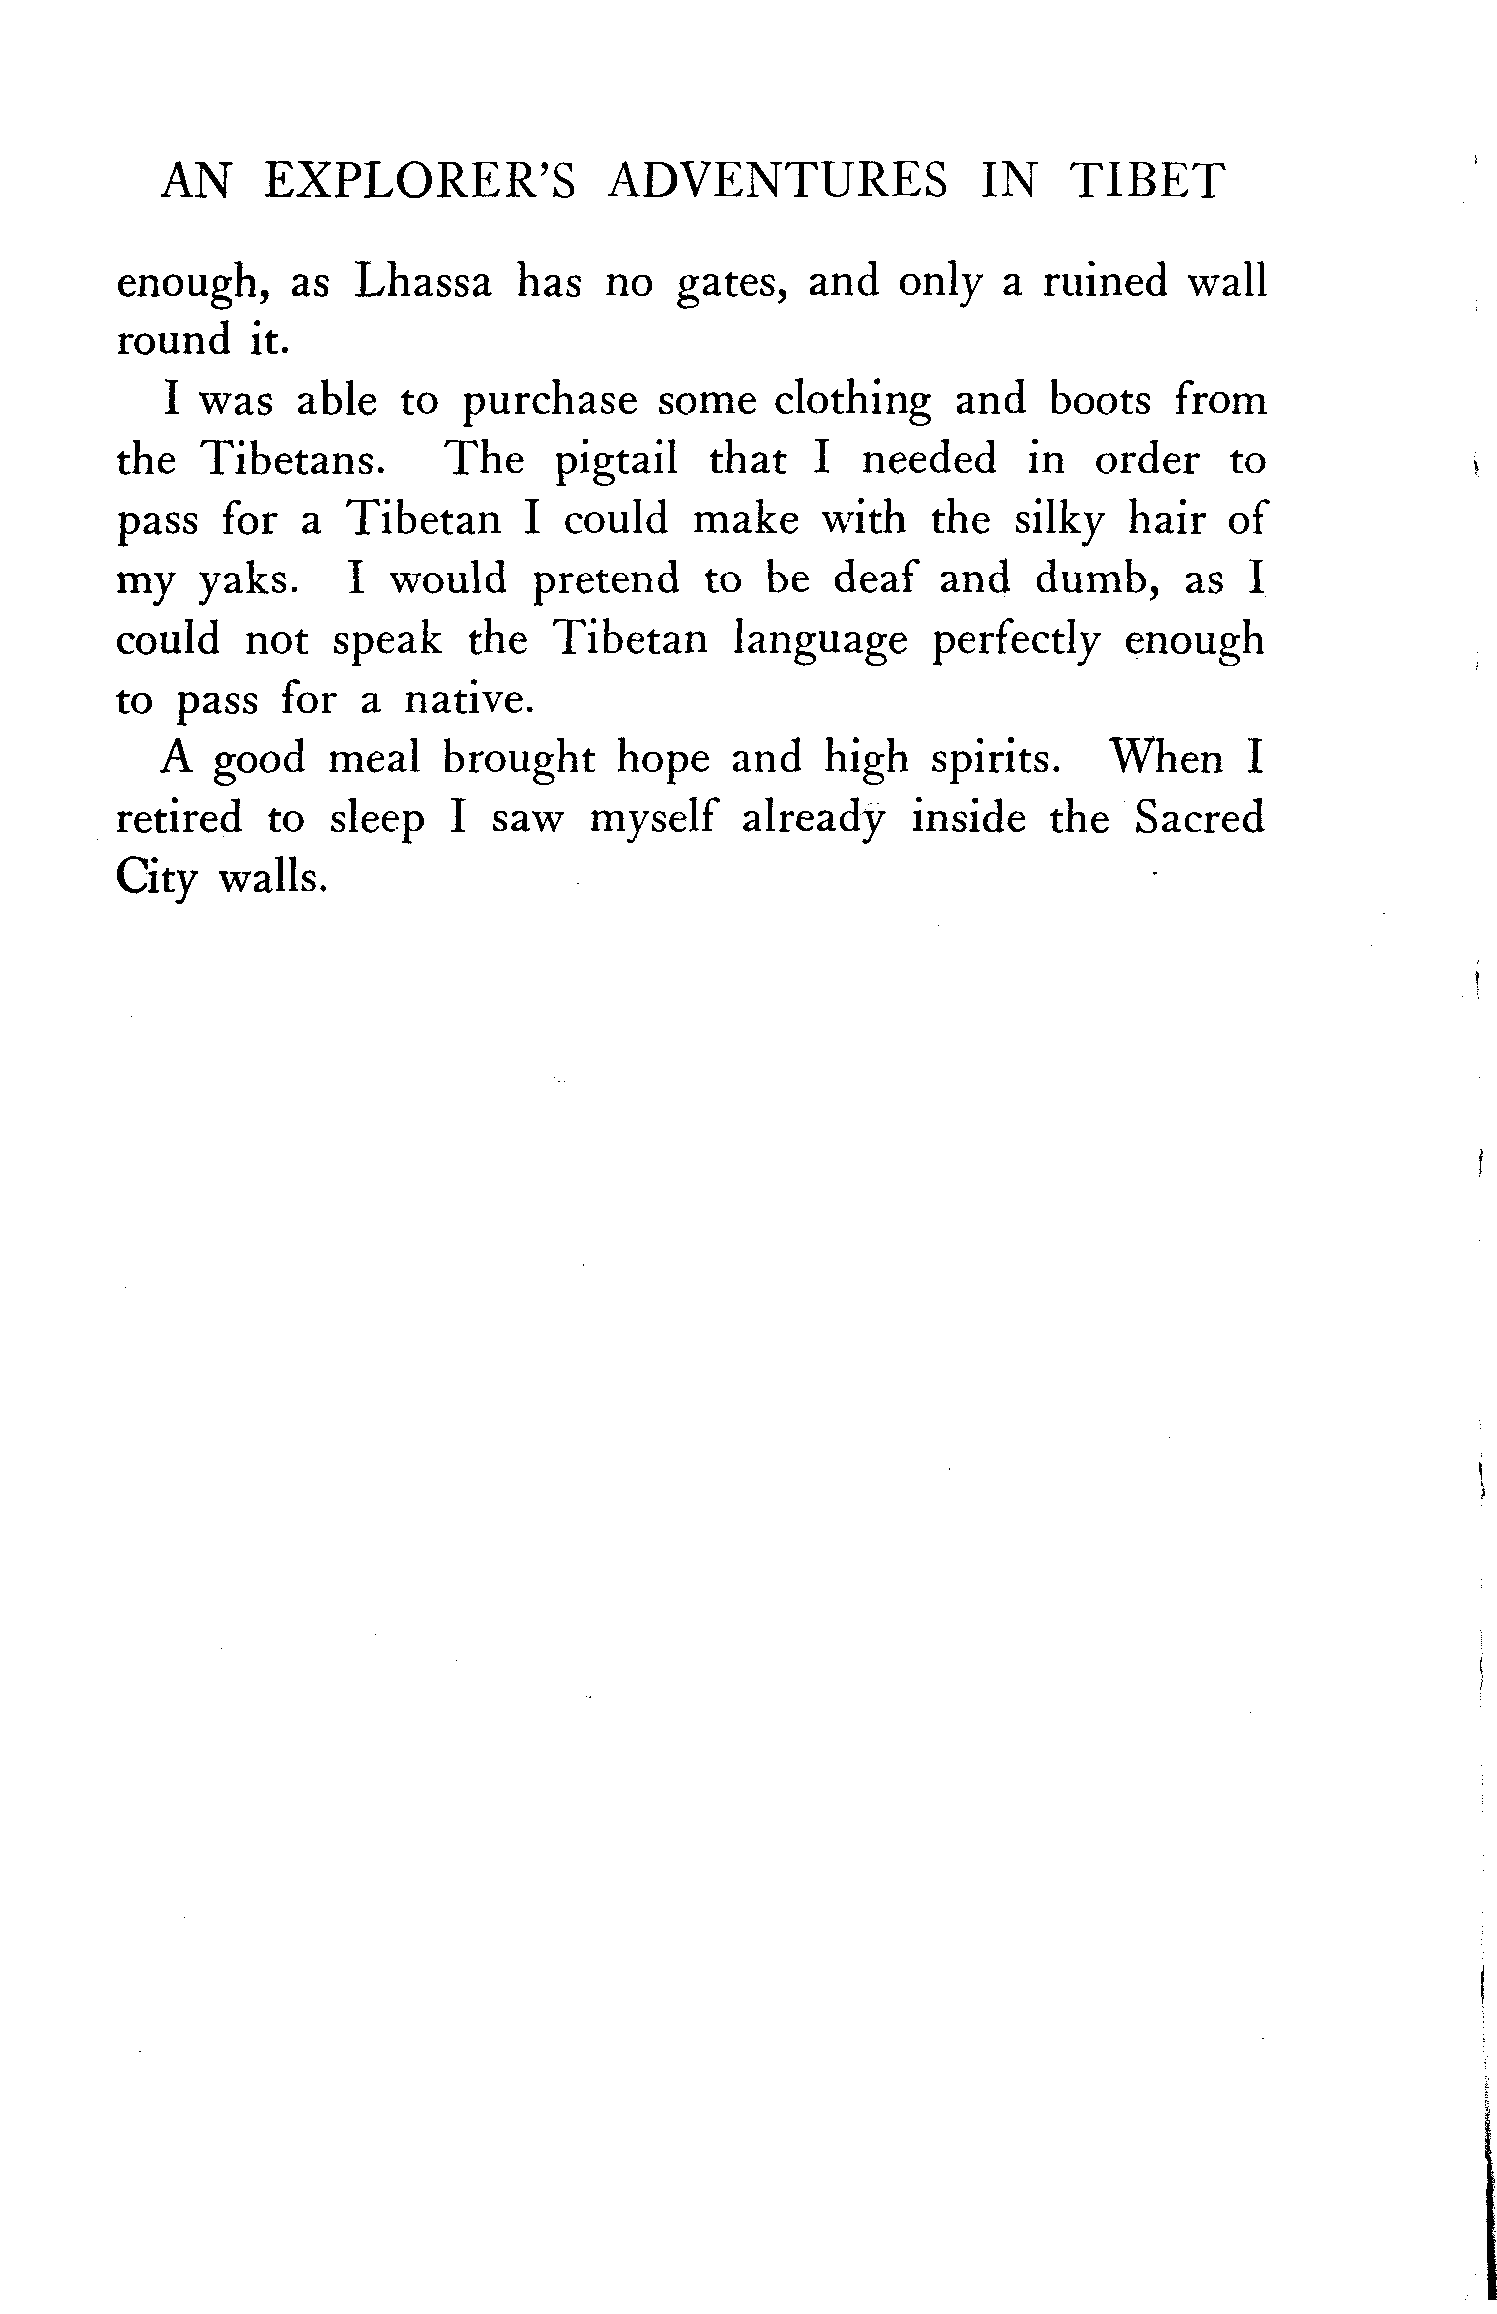 AN EXPLORER'S ADVENTURES IN TIBET
enough, as Lhassa has no gates, and only a ruined wall
round it.
I was able to purchase some clothing and boots from
the Tibetans. The pigtail that I needed in order to
pass for a Tibetan I could make with the silky hair of
my yaks. I would pretend to be deaf and dumb, as I
could not speak the Tibetan language perfectly enough
to pass for a native.
A good meal brought hope and high spirits. When I
retired to sleep I saw myself already inside the Sacred
City walls.